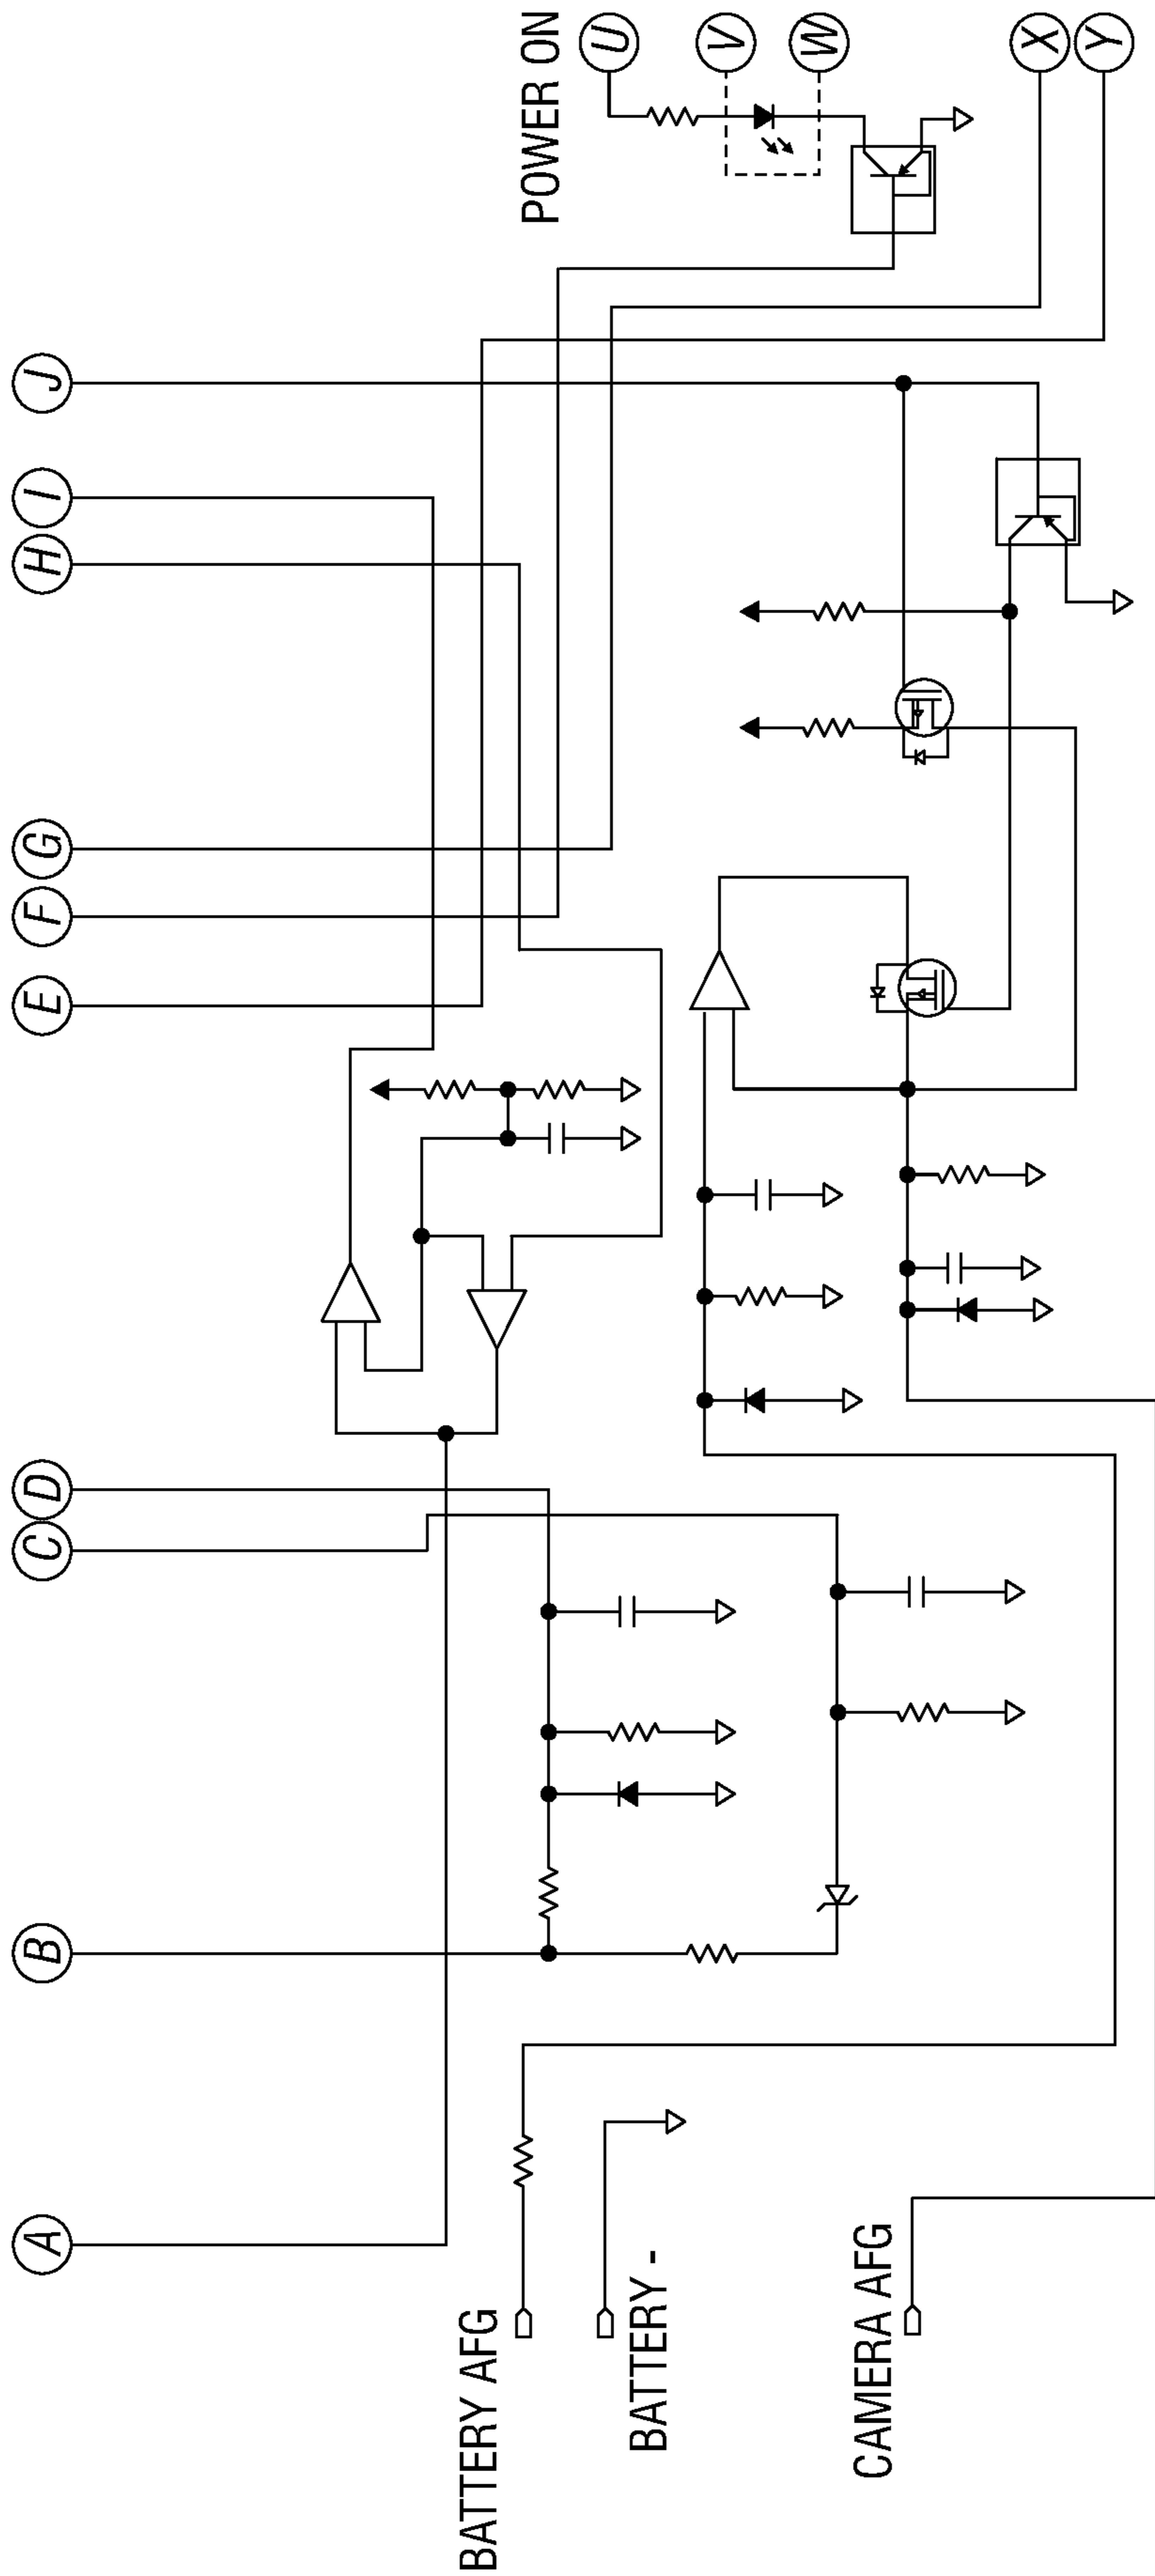 A
B
C
D
E
F
G
H
I
J
POWER ON
U
V
W
X
Y
BATTERY AFG
BATTERY -
CAMERA AFG